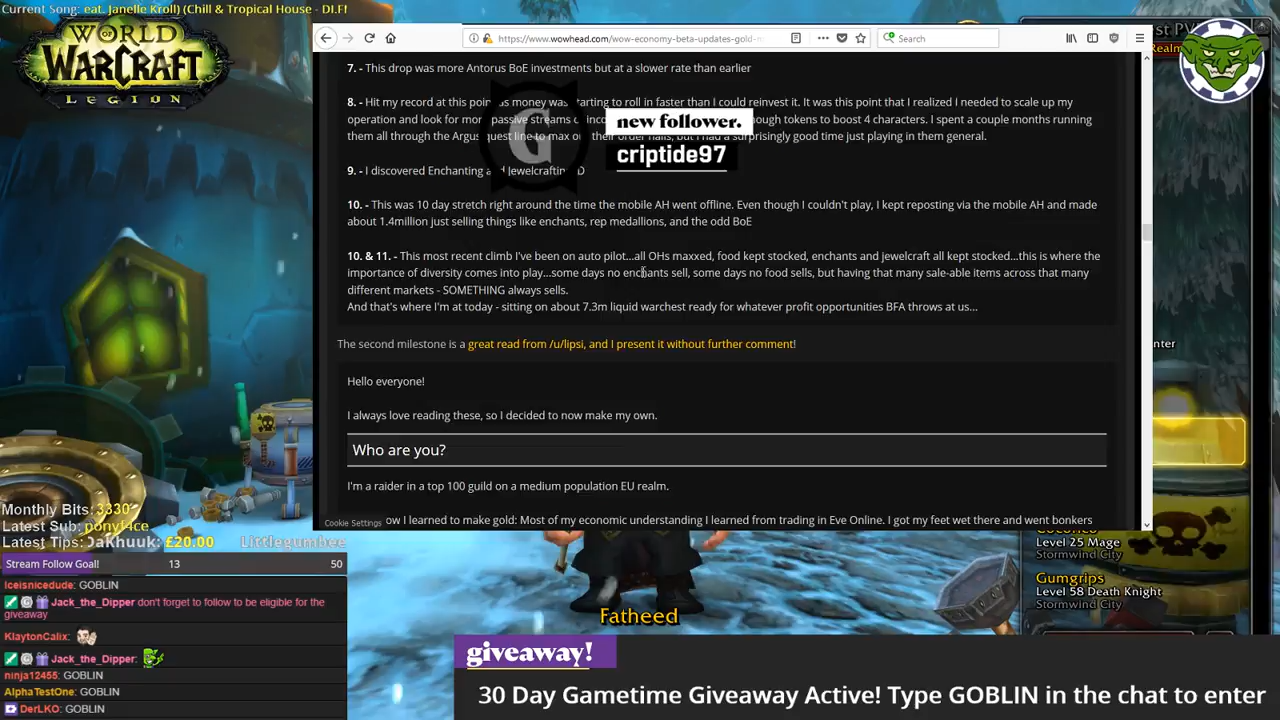 Current Song: eat. Janelle Kroll) (Chill & Tropical House - DI.F!
WORLD
OF
WARCRAFT
LEGION
https://www.wowhead.com/wow-economy-beta-updates-gold-
Search
7. - This drop was more Antorus BoE investments but at a slower rate than earlier
8. - Hit my record at this point as money was starting to roll in faster than I could reinvest it. It was this point that I realized I needed to scale up my
operation and look for more passive streams
enough tokens to boost 4 characters. I spent a couple months running
them all through the Argus quest line to max out their order halls, but I had a surprisingly good time just playing in them general.
new follower.
criptide97
G
9. - I discovered Enchanting and Jewelcrafting
10. - This was 10 day stretch right around the time the mobile AH went offline. Even though I couldn't play, I kept reposting via the mobile AH and made
about 1.4million just selling things like enchants, rep medallions, and the odd BoE
10. & 11. - This most recent climb I've been on auto pilot...all OHs maxxed, food kept stocked, enchants and jewelcraft all kept stocked...this is where the
importance of diversity comes into play...some days no enchants sell, some days no food sells, but having that many sale-able items across that many
different markets - SOMETHING always sells.
And that's where I'm at today - sitting on about 7.3m liquid warchest ready for whatever profit opportunities BFA throws at us...
The second milestone is a great read from /u/lipsi, and I present it without further comment!
Hello everyone!
I always love reading these, so I decided to now make my own.
Who are you?
I'm a raider in a top 100 guild on a medium population EU realm.
ow I learned to make gold: Most of my economic understanding I learned from trading in Eve Online. I got my feet wet there and went bonkers
Cookie Settings
Monthly Bits: 3330
Latest Sub: ponyf4ce
Latest Tips: Dakhuuk: £20.00 Littlegumbee
Stream Follow Goal! 13 50
Iceisnicedude: GOBLIN
Jack_the_Dipper don't forget to follow to be eligible for the
giveaway
KlaytonCalix:
Jack_the_Dipper:
ninja12455: GOBLIN
AlphaTestOne: GOBLIN
DerLKO: GOBLIN
Fatheed
Level 25 Mage
Stormwind City
Gumgrips
Level 58 Death Knight
Stormwind City
giveaway!
30 Day Gametime Giveaway Active! Type GOBLIN in the chat to enter